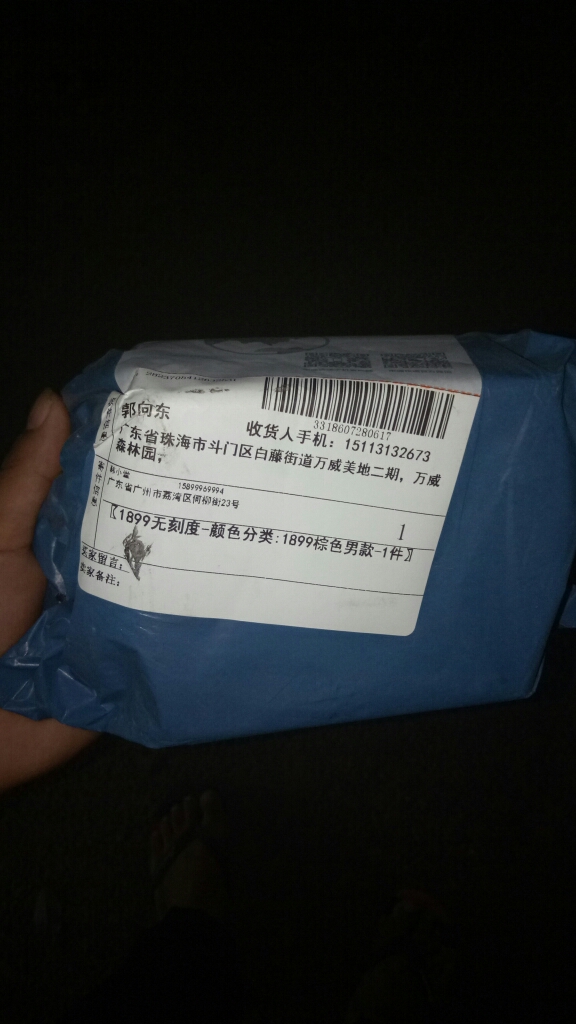 郭向东
收货人手机：15113132673
广东省珠海市斗门区白藤街道万威美地二期，万威
森林园，
3318607280617
15899969994
广东省广州市荔湾区何柳街23号
1
〖1899无刻度-颜色分类:1899棕色男款-1件〗
买家留言：
卖家备注：